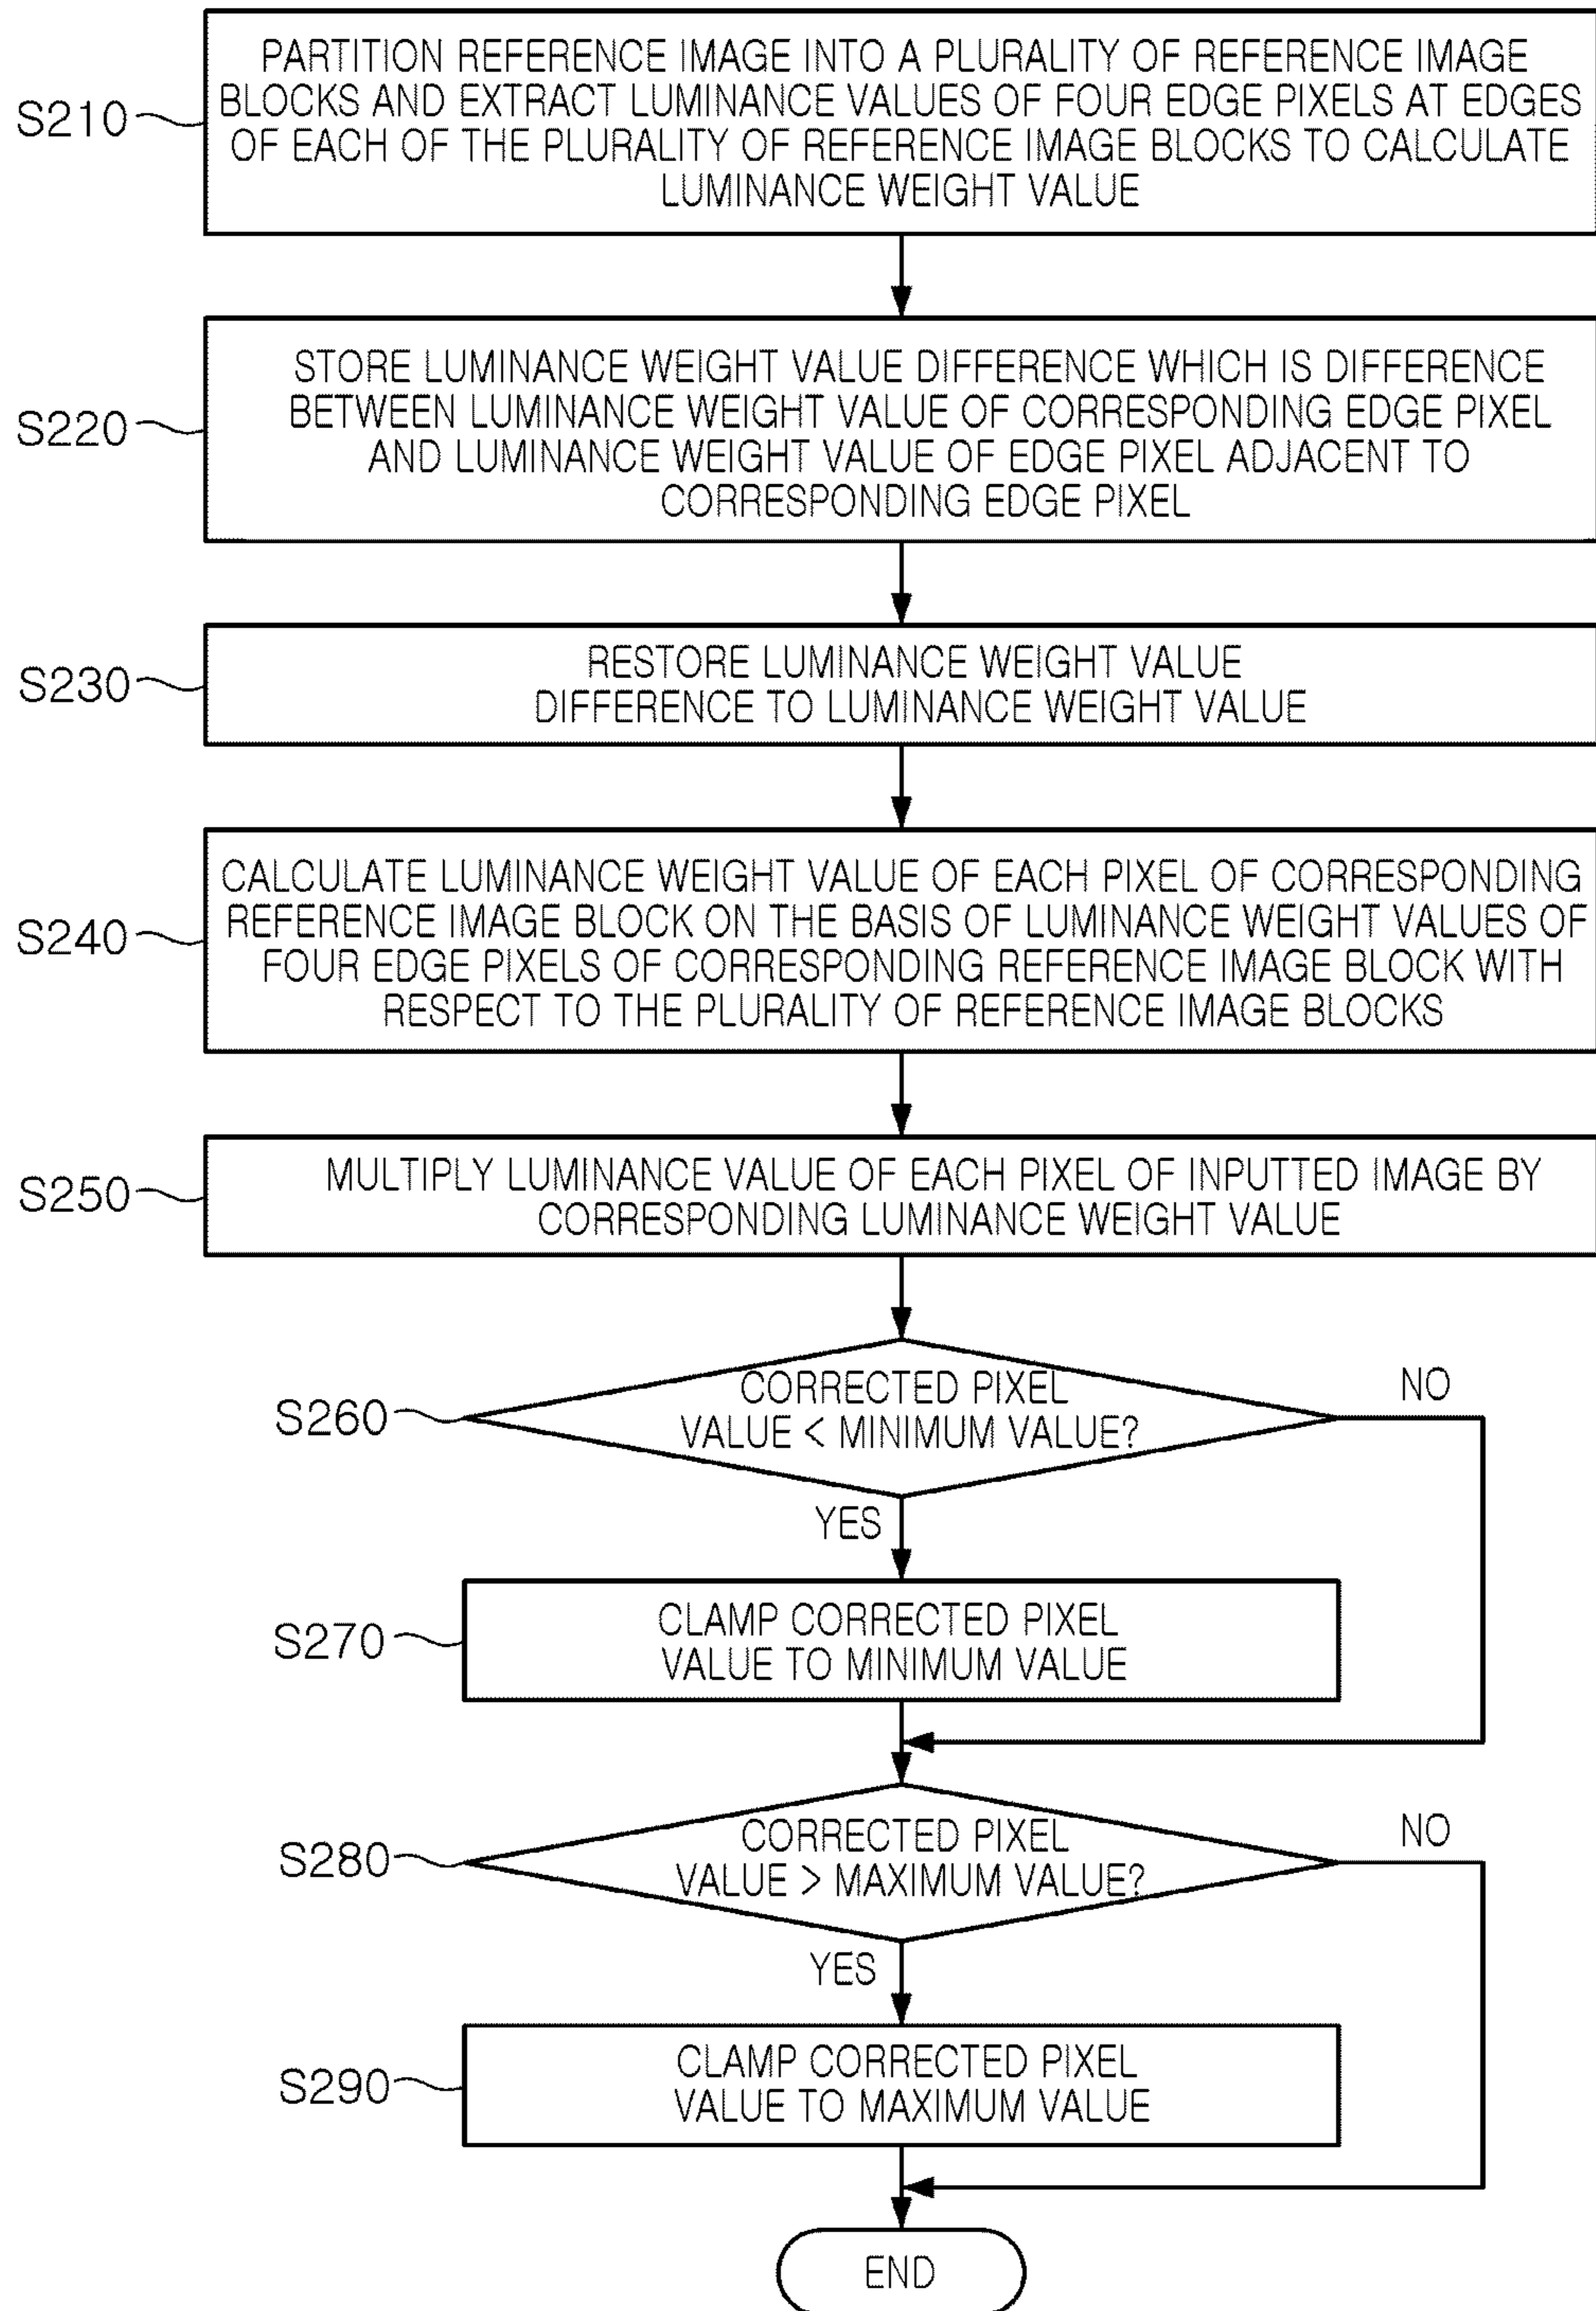 S210
PARTITION REFERENCE IMAGE INTO A PLURALITY OF REFERENCE IMAGE
BLOCKS AND EXTRACT LUMINANCE VALUES OF FOUR EDGE PIXELS AT EDGES
OF EACH OF THE PLURALITY OF REFERENCE IMAGE BLOCKS TO CALCULATE
LUMINANCE WEIGHT VALUE
S220
STORE LUMINANCE WEIGHT VALUE DIFFERENCE WHICH IS DIFFERENCE
BETWEEN LUMINANCE WEIGHT VALUE OF CORRESPONDING EDGE PIXEL
AND LUMINANCE WEIGHT VALUE OF EDGE PIXEL ADJACENT TO
CORRESPONDING EDGE PIXEL
S230
RESTORE LUMINANCE WEIGHT VALUE
DIFFERENCE TO LUMINANCE WEIGHT VALUE
S240
CALCULATE LUMINANCE WEIGHT VALUE OF EACH PIXEL OF CORRESPONDING
REFERENCE IMAGE BLOCK ON THE BASIS OF LUMINANCE WEIGHT VALUES OF
FOUR EDGE PIXELS OF CORRESPONDING REFERENCE IMAGE BLOCK WITH
RESPECT TO THE PLURALITY OF REFERENCE IMAGE BLOCKS
S250
MULTIPLY LUMINANCE VALUE OF EACH PIXEL OF INPUTTED IMAGE BY
CORRESPONDING LUMINANCE WEIGHT VALUE
S260
CORRECTED PIXEL
VALUE < MINIMUM VALUE?
NO
YES
S270
CLAMP CORRECTED PIXEL
VALUE TO MINIMUM VALUE
S280
CORRECTED PIXEL
VALUE > MAXIMUM VALUE?
NO
YES
S290
CLAMP CORRECTED PIXEL
VALUE TO MAXIMUM VALUE
END